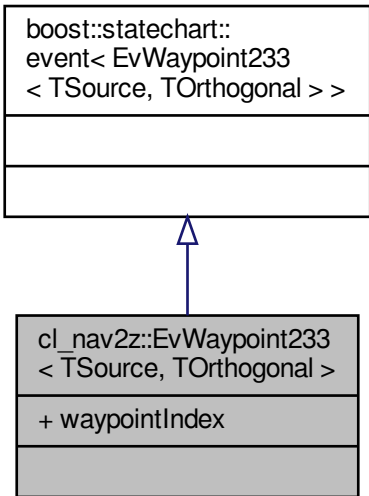 boost::statechart::
event< EvWaypoint233
< TSource, TOrthogonal > >
cl_nav2z::EvWaypoint233
< TSource, TOrthogonal >
+ waypointIndex